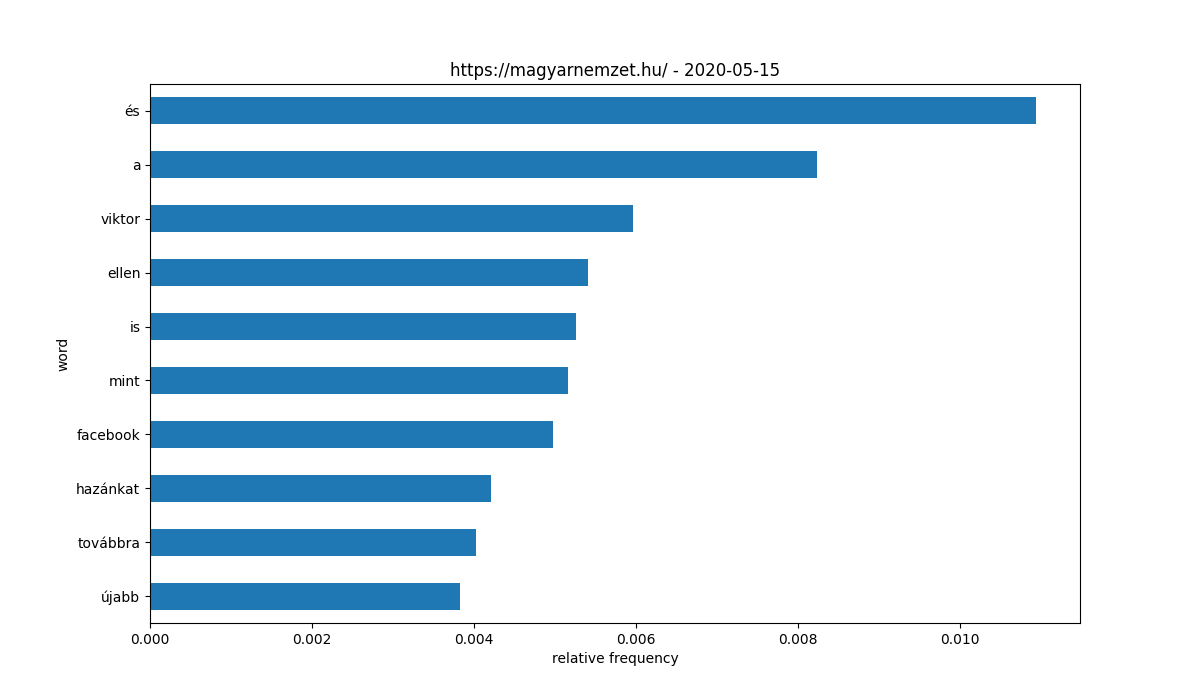 https://magyarnemzet.hu/ - 2020-05-15
word
és
a
viktor
ellen
is
mint
facebook
hazánkat
továbbra
újabb
0.000 0.002 0.004 0.006 0.008 0.010
relative frequency